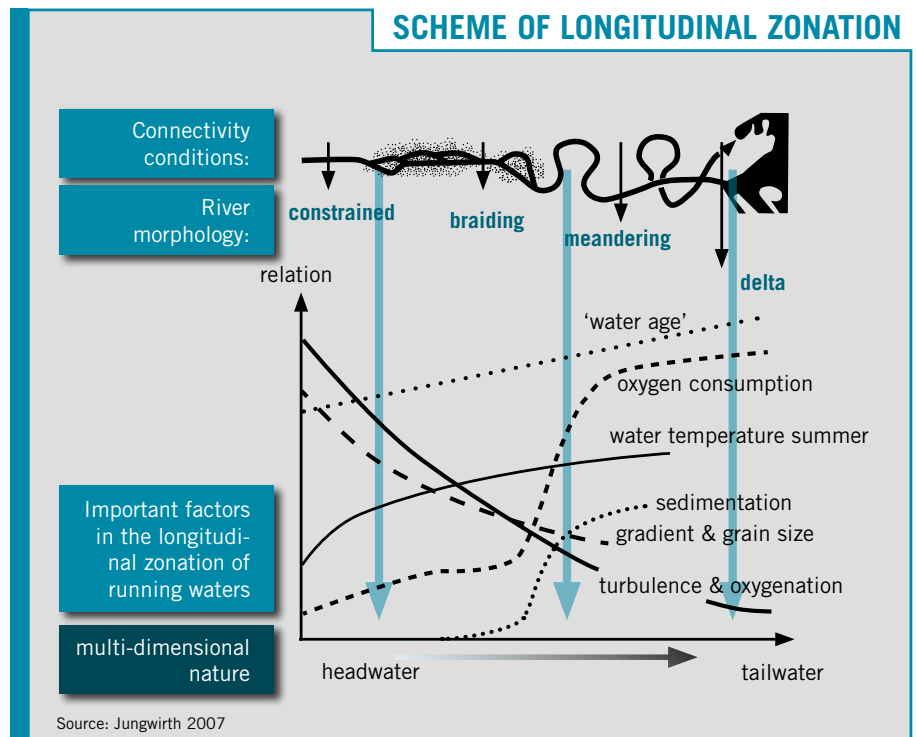 SCHEME OF LONGITUDINAL ZONATION
Connectivity
conditions:
River
morphology:
constrained
braiding
meandering
delta
relation
'water age'
oxygen consumption
water temperature summer
sedimentation
gradient & grain size
turbulence & oxygenation
Important factors
in the longitudi-
nal zonation of
running waters
multi-dimensional
nature
headwater
tailwater
Source: Jungwirth 2007